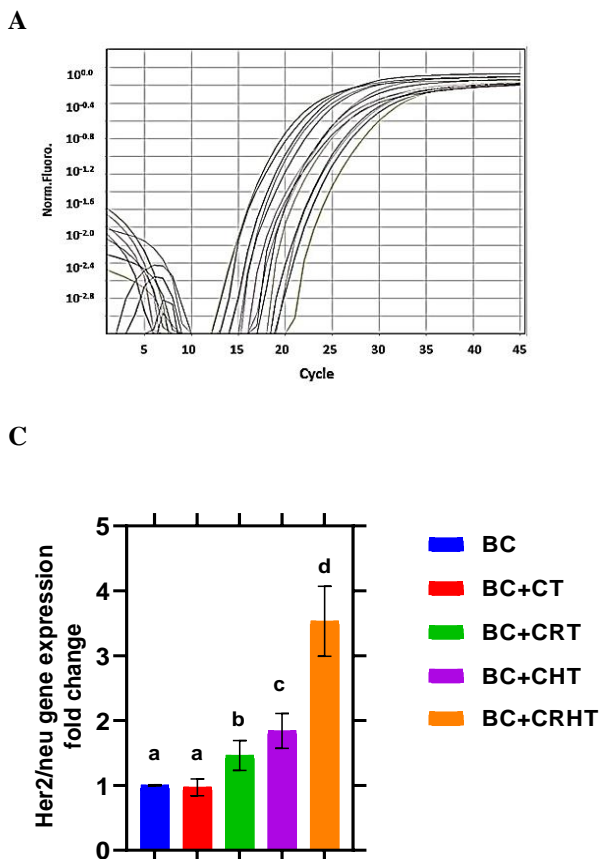 A
10^0.0
10^-0.4
10^-0.8
10^-1.2
10^-1.6
10^-2.0
10^-2.4
10^-2.8
Norm.Fluoro.
5 10 15 20 25 30 35 40 45
Cycle
C
5
4
3
2
1
0
Her2/neu gene expression
fold change
a a b c d
BC
BC+CT
BC+CRT
BC+CHT
BC+CRHT